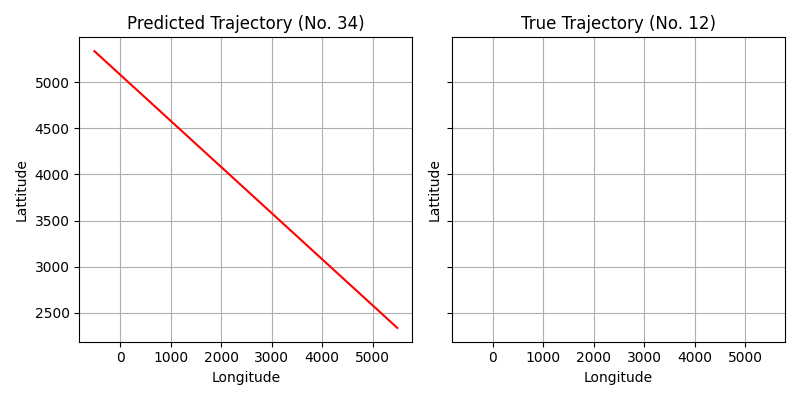 Predicted Trajectory (No. 34)
True Trajectory (No. 12)
Lattitude
5000
4500
4000
3500
3000
2500
0 1000 2000 3000 4000 5000
Longitude
Lattitude
0 1000 2000 3000 4000 5000
Longitude